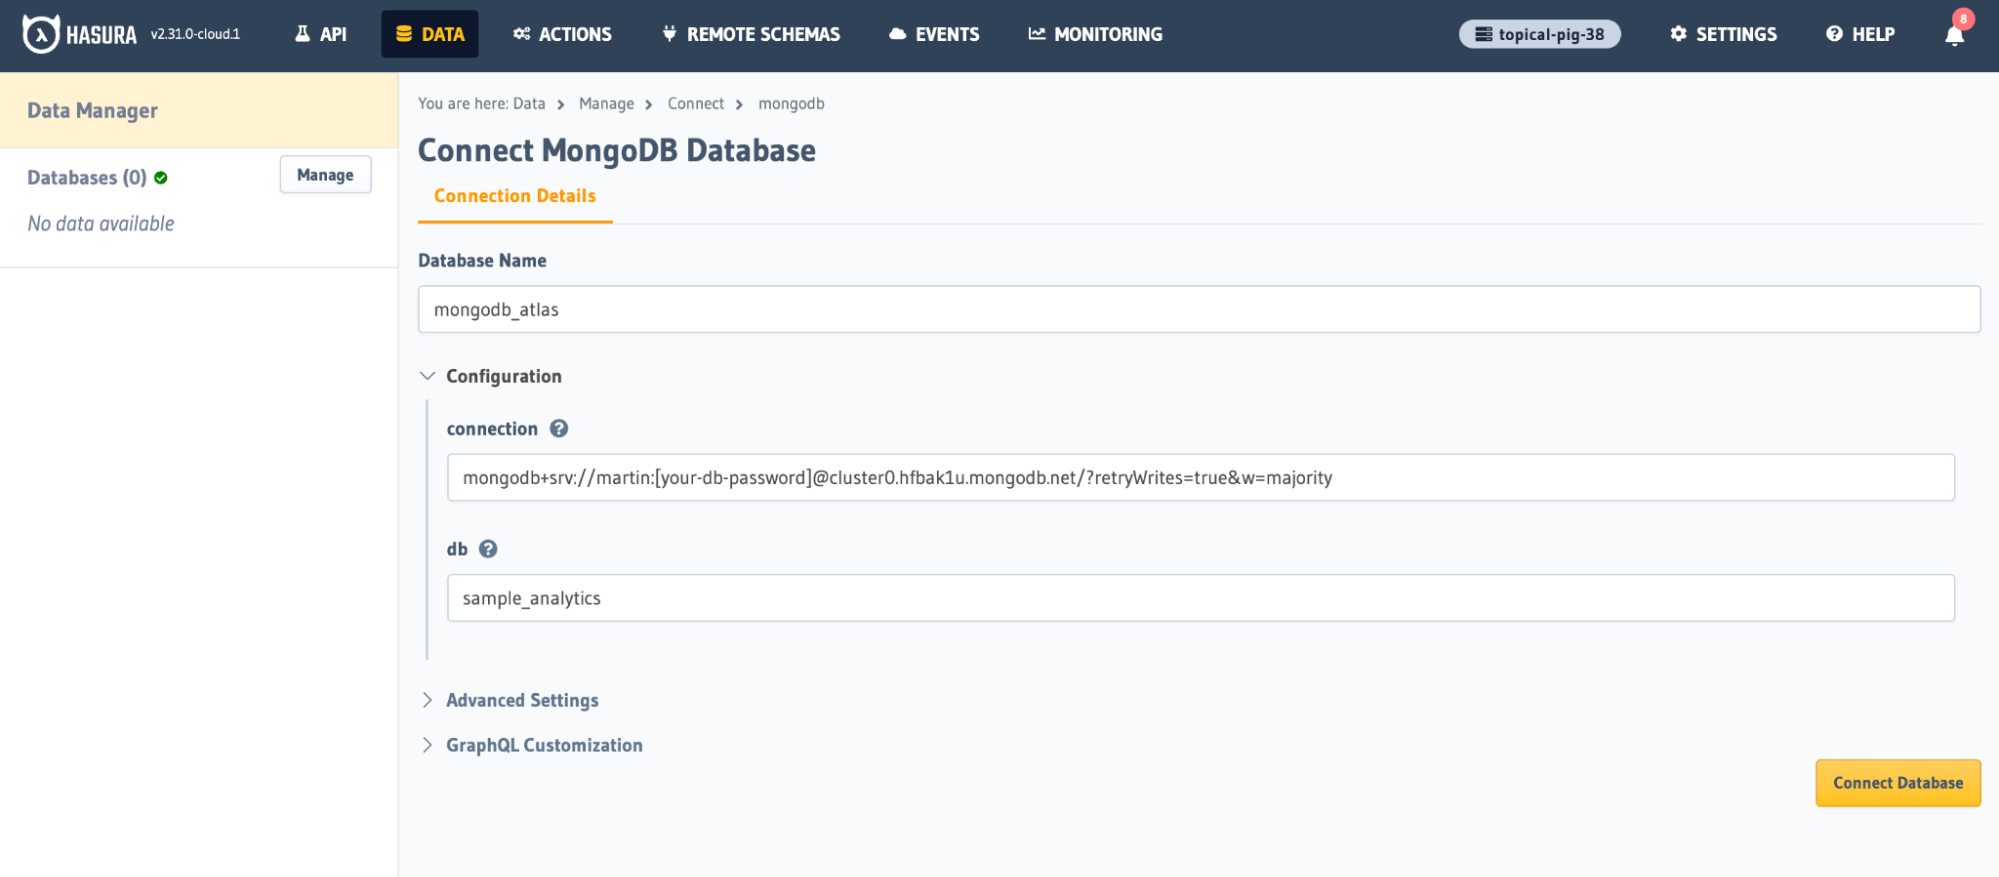 HASURA v2.31.0-cloud.1 API DATA ACTIONS REMOTE SCHEMAS EVENTS MONITORING topical-pig-38 SETTINGS HELP 8
Data Manager
Databases (0) Manage
No data available
You are here: Data > Manage > Connect > mongodb
Connect MongoDB Database
Connection Details
Database Name
mongodb_atlas
Configuration
connection ?
mongodb+srv://martin:[your-db-password]@cluster0.hfbak1u.mongodb.net/?retryWrites=true&w=majority
db ?
sample_analytics
Advanced Settings
GraphQL Customization
Connect Database